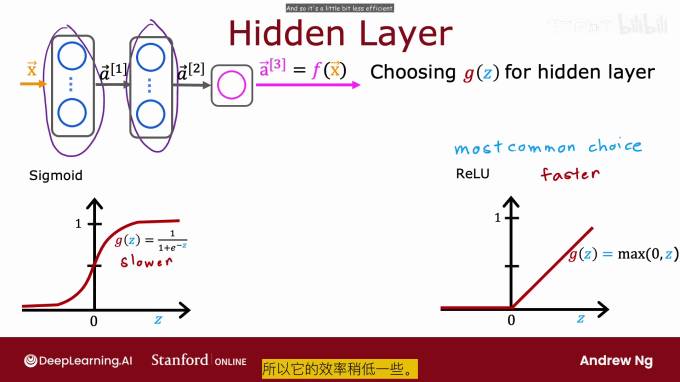 And so it's a little bit less efficient
bilibili
Hidden Layer
x⃗
a⃗[1]
a⃗[2]
a⃗[3] = f(x⃗)
Choosing g(z) for hidden layer
most common choice
Sigmoid
ReLU
faster
1
g(z) = 1/(1+e^-z)
slower
0
z
1
g(z) = max(0, z)
0
z
DeepLearning.AI
Stanford ONLINE
Andrew Ng
所以它的效率稍低一些。